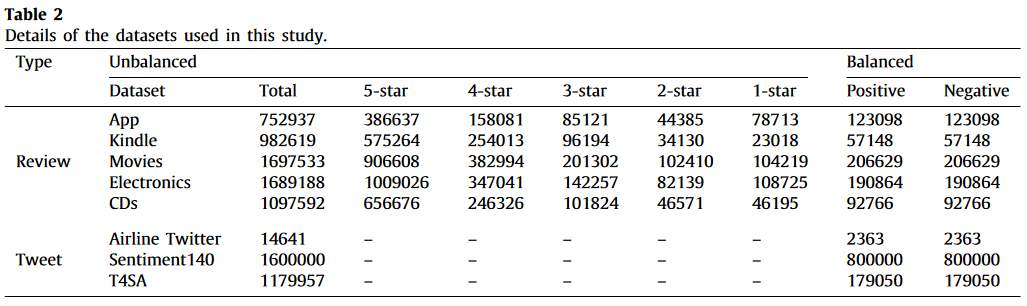 Table 2
Details of the datasets used in this study.
Type Unbalanced Balanced
Dataset Total 5-star 4-star 3-star 2-star 1-star Positive Negative
App 752937 386637 158081 85121 44385 78713 123098 123098
Kindle 982619 575264 254013 96194 34130 23018 57148 57148
Review Movies 1697533 906608 382994 201302 102410 104219 206629 206629
Electronics 1689188 1009026 347041 142257 82139 108725 190864 190864
CDs 1097592 656676 246326 101824 46571 46195 92766 92766
Airline Twitter 14641 – – – – – 2363 2363
Tweet Sentiment140 1600000 – – – – – 800000 800000
T4SA 1179957 – – – – – 179050 179050